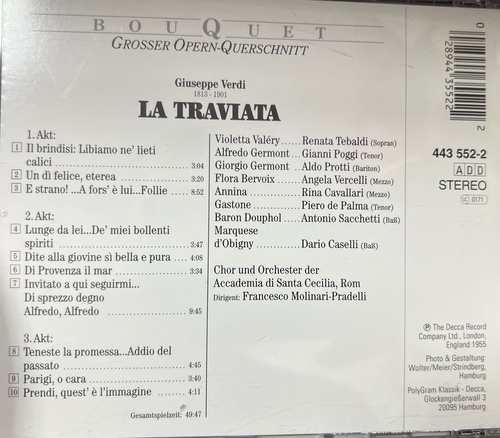 BOUQUET
GROSSER OPERN-QUERSCHNITT
Giuseppe Verdi
1813 - 1901
LA TRAVIATA
1. Akt:
1 Il brindisi: Libiamo ne' lieti
calici 3:04
2 Un dì felice, eterea 3:20
3 E strano! ...A fors' è lui...Follie 8:52
2. Akt:
4 Lunge da lei...De' miei bollenti
spiriti 3:47
5 Dite alla giovine sì bella e pura 4:08
6 Di Provenza il mar 3:34
7 Invitato a qui seguirmi...
Di sprezzo degno
Alfredo, Alfredo 9:45
3. Akt:
8 Teneste la promessa...Addio del
passato 4:45
9 Parigi, o cara 3:40
10 Prendi, quest' è l'immagine 4:11
Gesamtspielzeit: 49:47
Violetta Valéry ...... Renata Tebaldi (Sopran)
Alfredo Germont .. Gianni Poggi (Tenor)
Giorgio Germont .. Aldo Protti (Bariton)
Flora Bervoix ...... Angela Vercelli (Mezzo)
Annina ............ Rina Cavallari (Mezzo)
Gastone ........... Piero de Palma (Tenor)
Baron Douphol ... Antonio Sacchetti (Baß)
Marquese
d'Obigny ......... Dario Caselli (Baß)
Chor und Orchester der
Accademia di Santa Cecilia, Rom
Dirigent: Francesco Molinari-Pradelli
0 28944 35522 2
443 552-2
ADD
STEREO
LC 0171
℗ The Decca Record
Company Ltd., London,
England 1955
Photo & Gestaltung:
Wolter/Meier/Strindberg,
Hamburg
PolyGram Klassik - Decca,
Glockengießerwall 3
20095 Hamburg